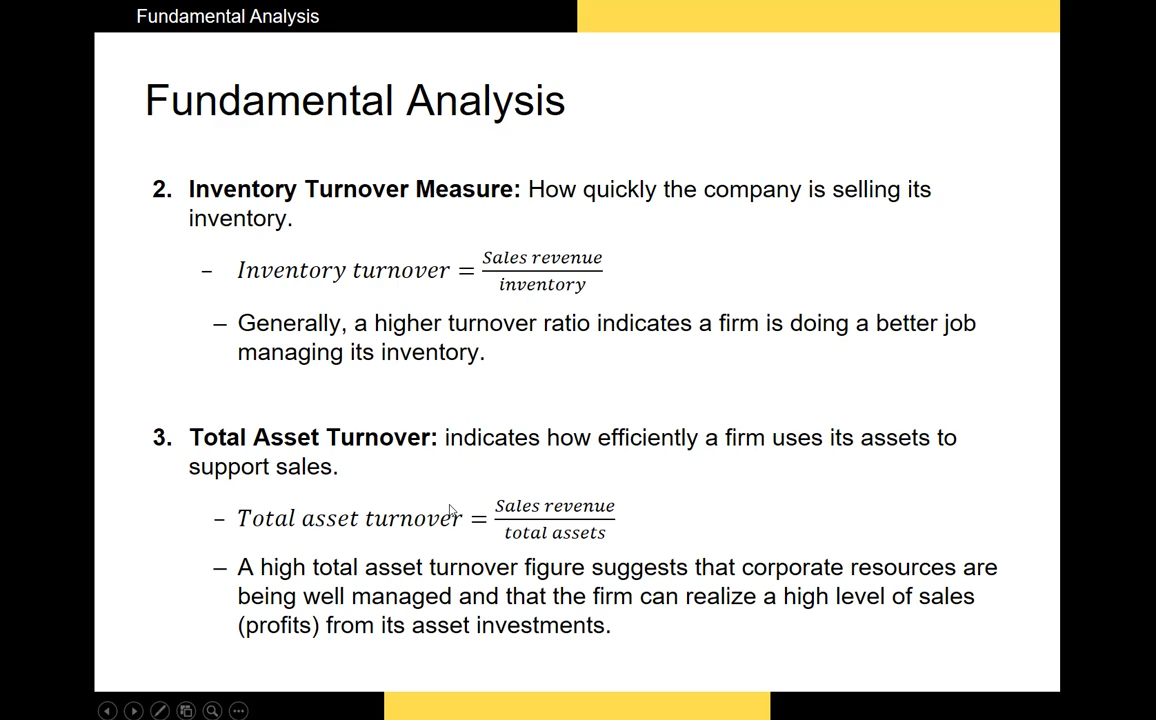 Fundamental Analysis
Fundamental Analysis
2. Inventory Turnover Measure: How quickly the company is selling its
inventory.
– Inventory turnover = Sales revenue / inventory
– Generally, a higher turnover ratio indicates a firm is doing a better job
managing its inventory.
3. Total Asset Turnover: indicates how efficiently a firm uses its assets to
support sales.
– Total asset turnover = Sales revenue / total assets
– A high total asset turnover figure suggests that corporate resources are
being well managed and that the firm can realize a high level of sales
(profits) from its asset investments.